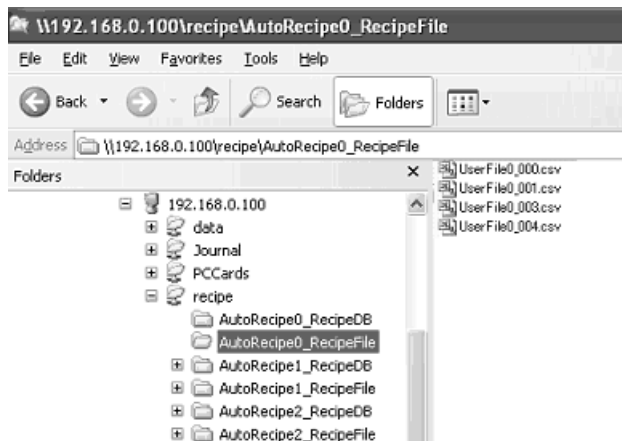 \\192.168.0.100\recipe\AutoRecipe0_RecipeFile
File Edit View Favorites Tools Help
Back Search Folders
Address \\192.168.0.100\recipe\AutoRecipe0_RecipeFile
Folders
192.168.0.100
data
Journal
PCCards
recipe
AutoRecipe0_RecipeDB
AutoRecipe0_RecipeFile
AutoRecipe1_RecipeDB
AutoRecipe1_RecipeFile
AutoRecipe2_RecipeDB
AutoRecipe2_RecipeFile
UserFile0_000.csv
UserFile0_001.csv
UserFile0_003.csv
UserFile0_004.csv